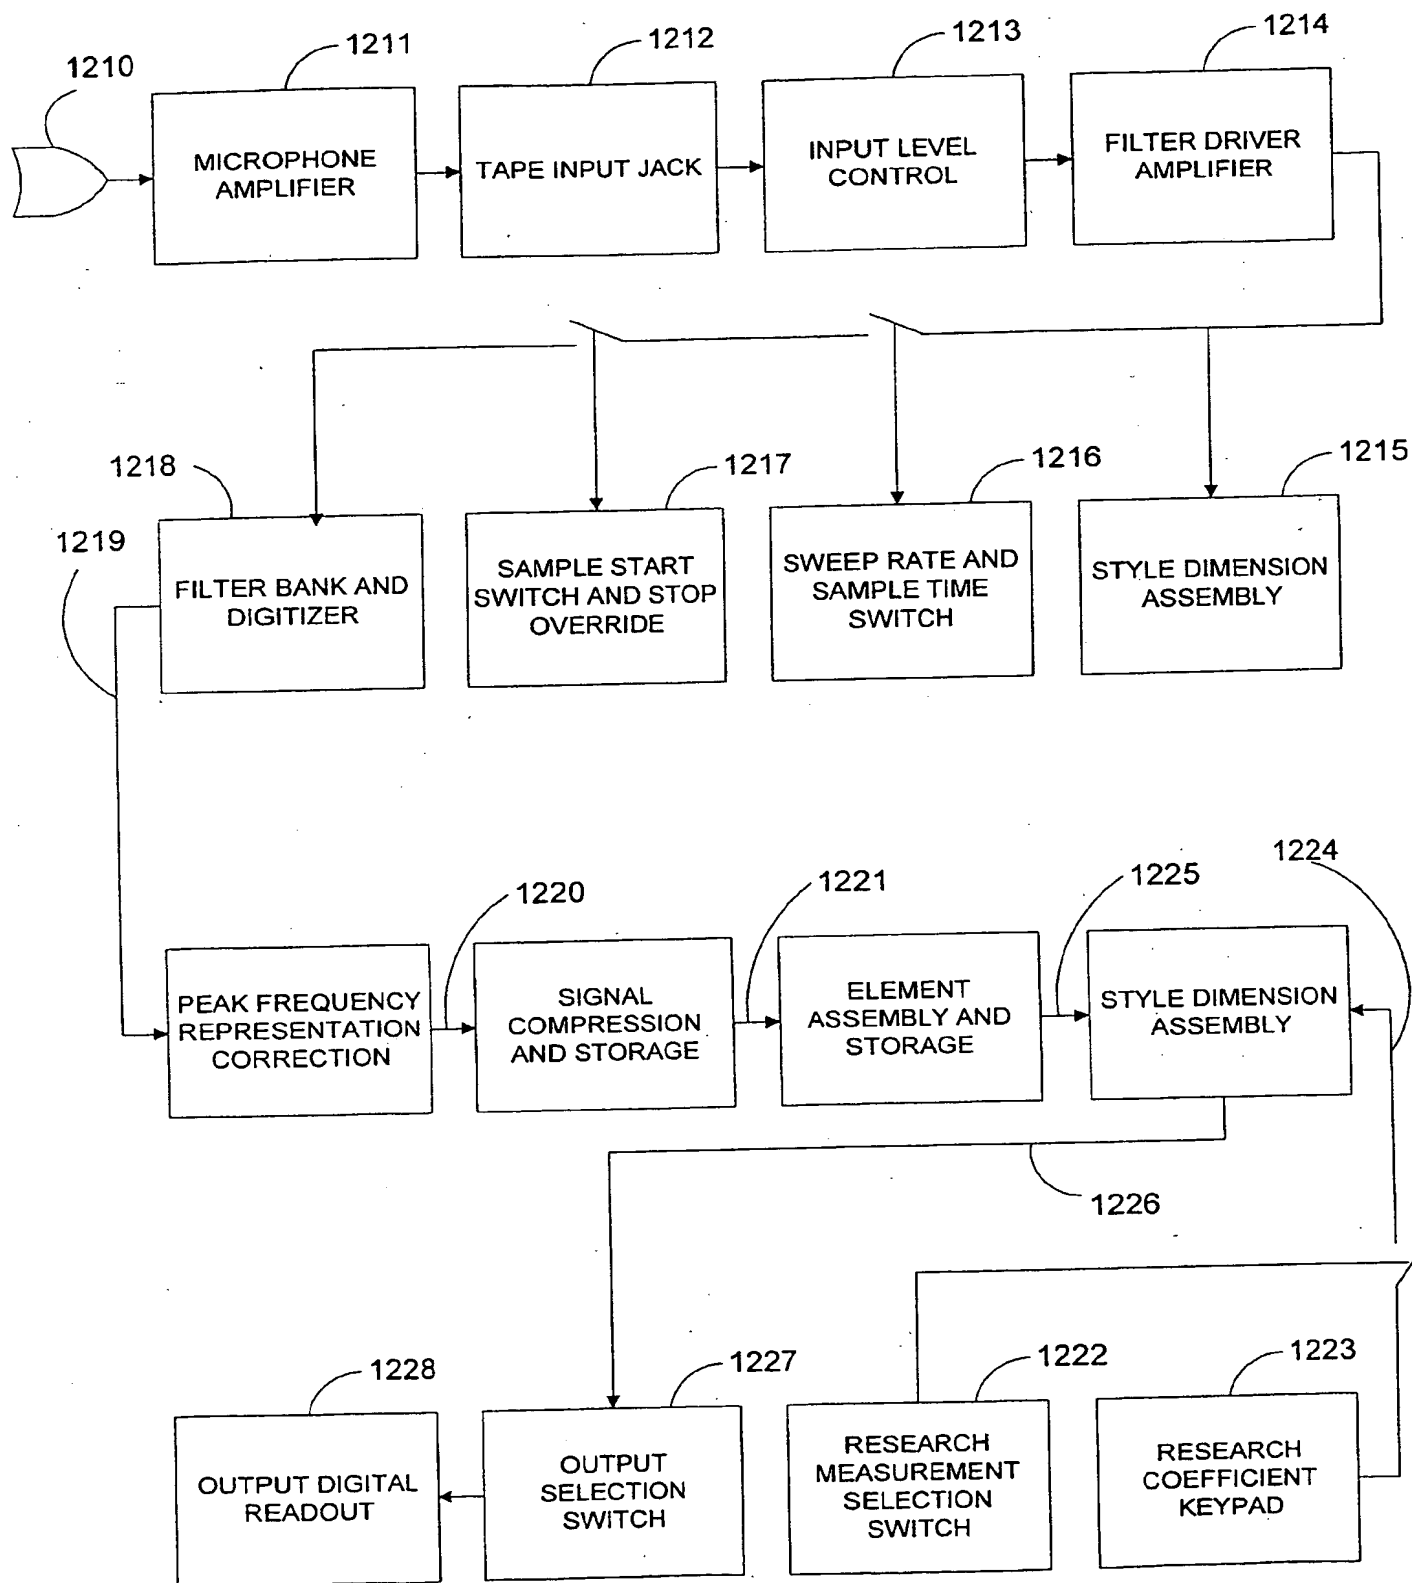 1210
1211
1212
1213
1214
MICROPHONE
AMPLIFIER
TAPE INPUT JACK
INPUT LEVEL
CONTROL
FILTER DRIVER
AMPLIFIER
1218
1217
1216
1215
1219
FILTER BANK AND
DIGITIZER
SAMPLE START
SWITCH AND STOP
OVERRIDE
SWEEP RATE AND
SAMPLE TIME
SWITCH
STYLE DIMENSION
ASSEMBLY
1220
1221
1225
1224
PEAK FREQUENCY
REPRESENTATION
CORRECTION
SIGNAL
COMPRESSION
AND STORAGE
ELEMENT
ASSEMBLY AND
STORAGE
STYLE DIMENSION
ASSEMBLY
1226
1228
1227
1222
1223
OUTPUT DIGITAL
READOUT
OUTPUT
SELECTION
SWITCH
RESEARCH
MEASUREMENT
SELECTION
SWITCH
RESEARCH
COEFFICIENT
KEYPAD